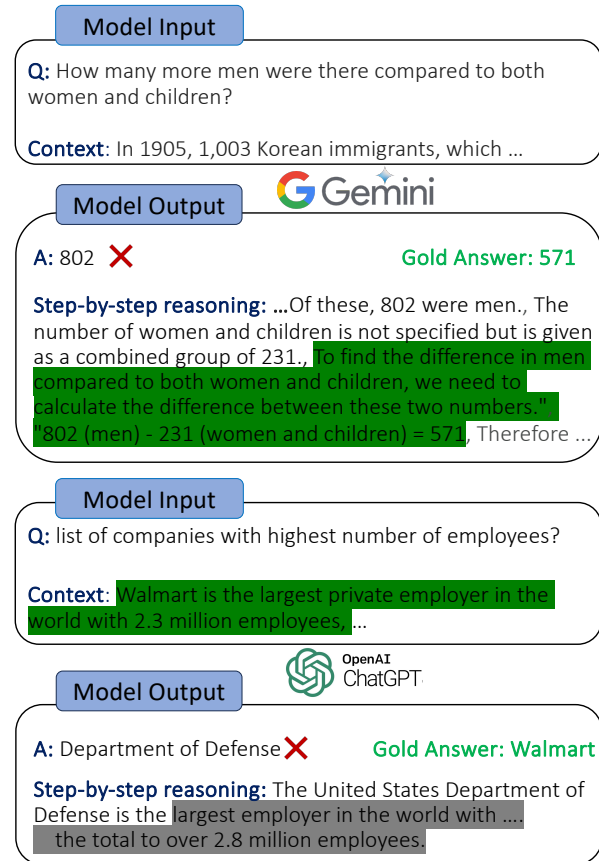 Model Input
Q: How many more men were there compared to both
women and children?
Context: In 1905, 1,003 Korean immigrants, which ...
Google Gemini
Model Output
A: 802 ❌ Gold Answer: 571
Step-by-step reasoning: ...Of these, 802 were men., The
number of women and children is not specified but is given
as a combined group of 231., To find the difference in men
compared to both women and children, we need to
calculate the difference between these two numbers."
"802 (men) - 231 (women and children) = 571, Therefore ...
Model Input
Q: list of companies with highest number of employees?
Context: Walmart is the largest private employer in the
world with 2.3 million employees, ...
OpenAI
ChatGPT
Model Output
A: Department of Defense ❌ Gold Answer: Walmart
Step-by-step reasoning: The United States Department of
Defense is the largest employer in the world with ....
the total to over 2.8 million employees.